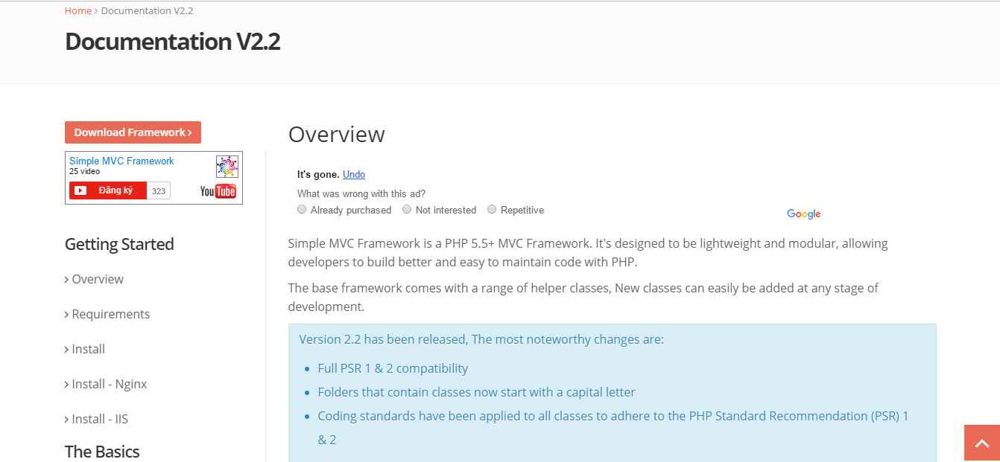 Home > Documentation V2.2
Documentation V2.2
Download Framework >
Simple MVC Framework
25 video
Đăng ký
323
YouTube
Getting Started
> Overview
> Requirements
> Install
> Install - Nginx
> Install - IIS
The Basics
Overview
It's gone. Undo
What was wrong with this ad?
Already purchased Not interested Repetitive
Google
Simple MVC Framework is a PHP 5.5+ MVC Framework. It's designed to be lightweight and modular, allowing
developers to build better and easy to maintain code with PHP.
The base framework comes with a range of helper classes, New classes can easily be added at any stage of
development.
Version 2.2 has been released, The most noteworthy changes are:
• Full PSR 1 & 2 compatibility
• Folders that contain classes now start with a capital letter
• Coding standards have been applied to all classes to adhere to the PHP Standard Recommendation (PSR) 1
& 2